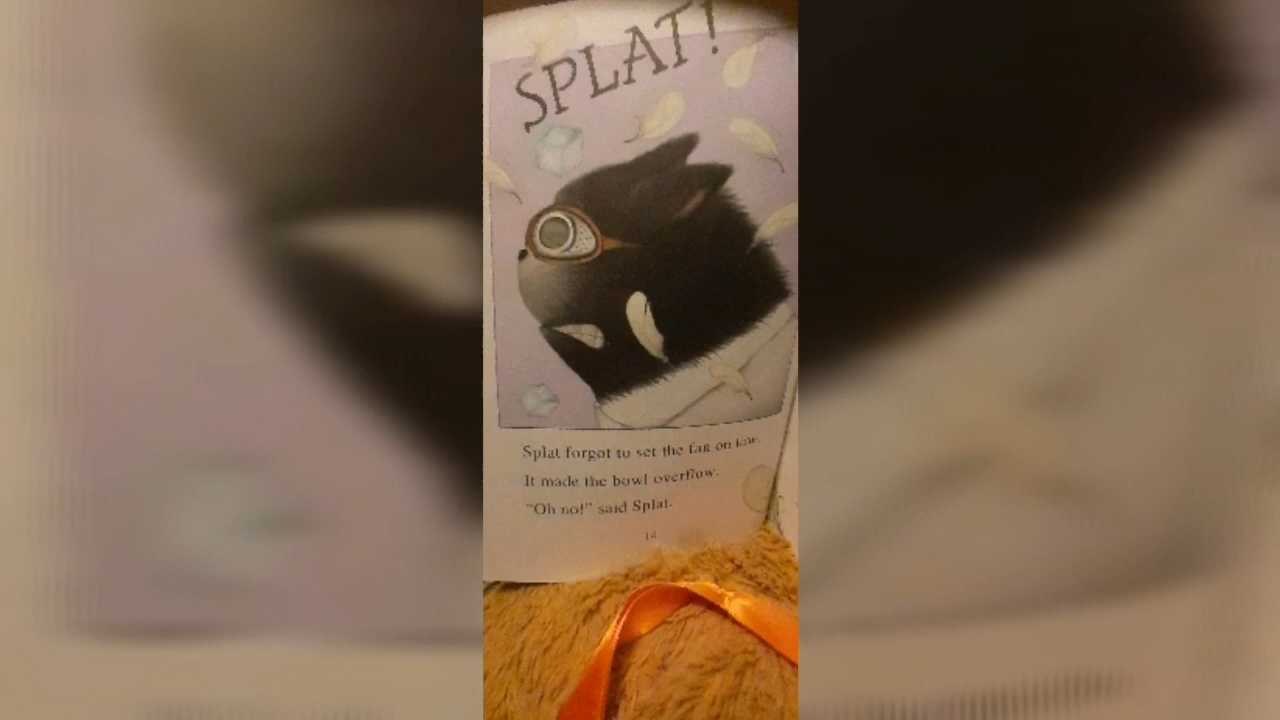 SPLAT!
Splat forgot to set the fan on low.
It made the bowl overflow.
“Oh no!” said Splat.
14